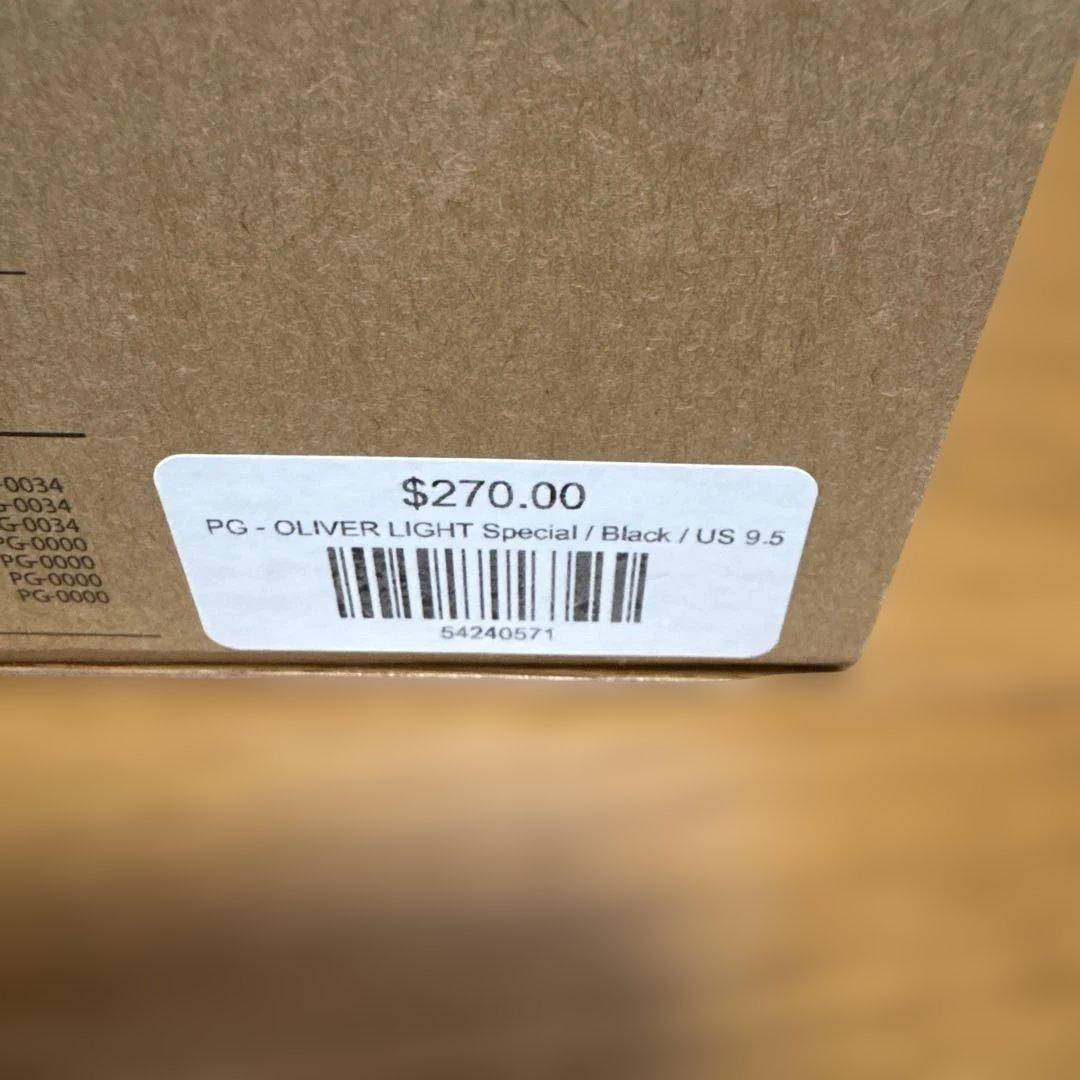 -0034
G-0034
G-0034
PG-0000
PG-0000
PG-0000
PG-0000
$270.00
PG - OLIVER LIGHT Special / Black / US 9.5
54240571